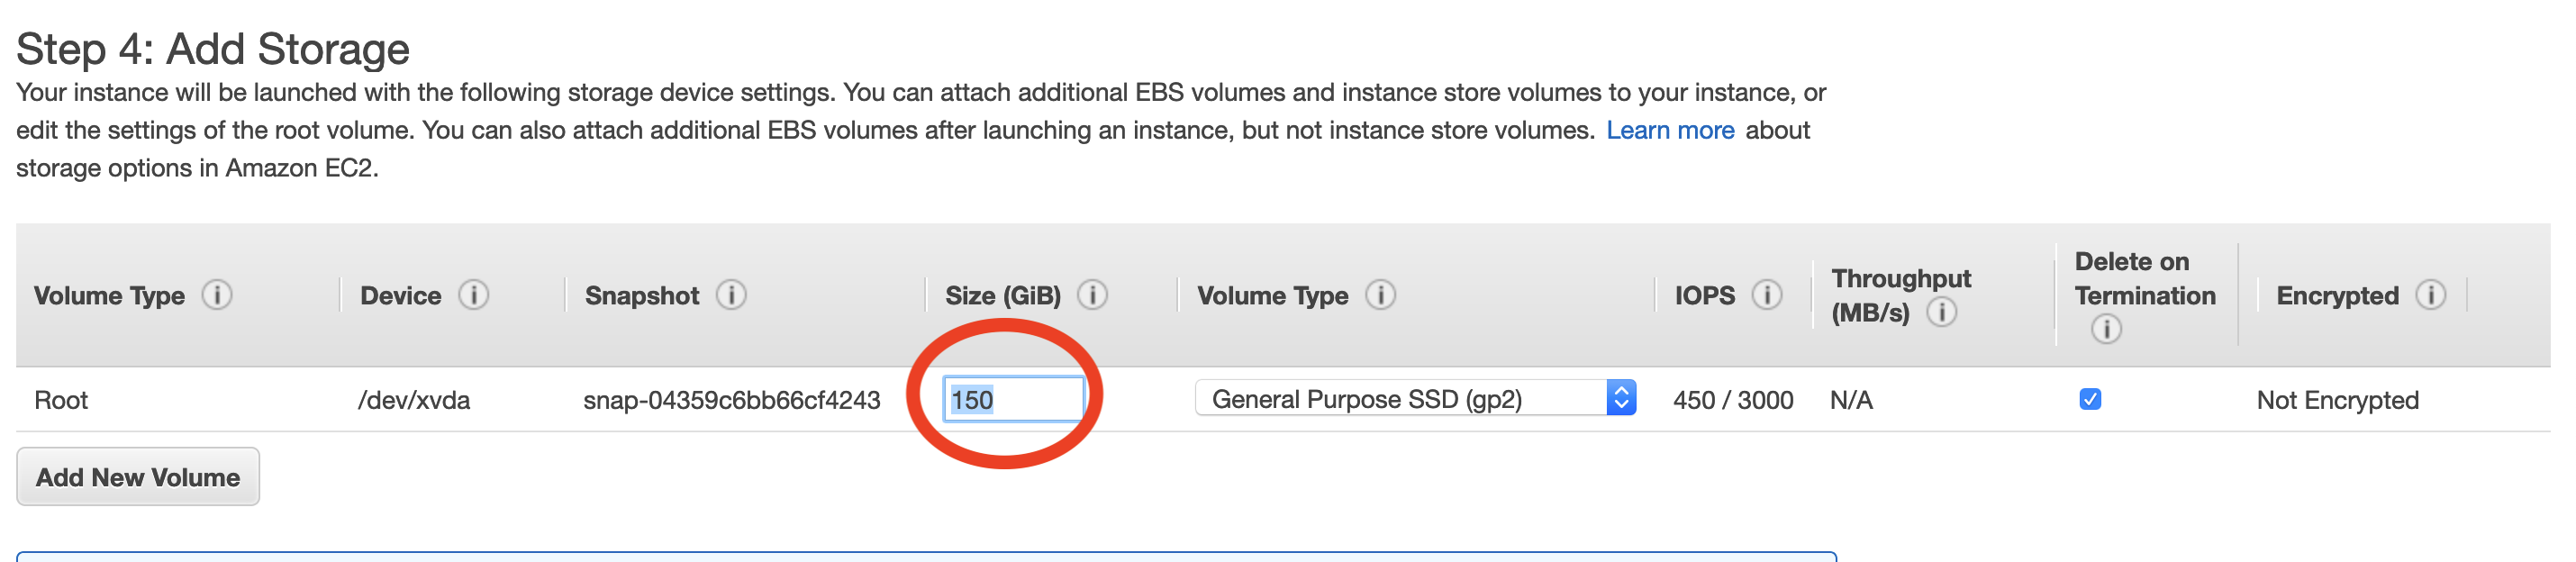 Step 4: Add Storage
Your instance will be launched with the following storage device settings. You can attach additional EBS volumes and instance store volumes to your instance, or
edit the settings of the root volume. You can also attach additional EBS volumes after launching an instance, but not instance store volumes. Learn more about
storage options in Amazon EC2.
Volume Type i Device i Snapshot i Size (GiB) i Volume Type i IOPS i Throughput (MB/s) i Delete on Termination i Encrypted i
Root /dev/xvda snap-04359c6bb66cf4243 150 General Purpose SSD (gp2) 450 / 3000 N/A Not Encrypted
Add New Volume